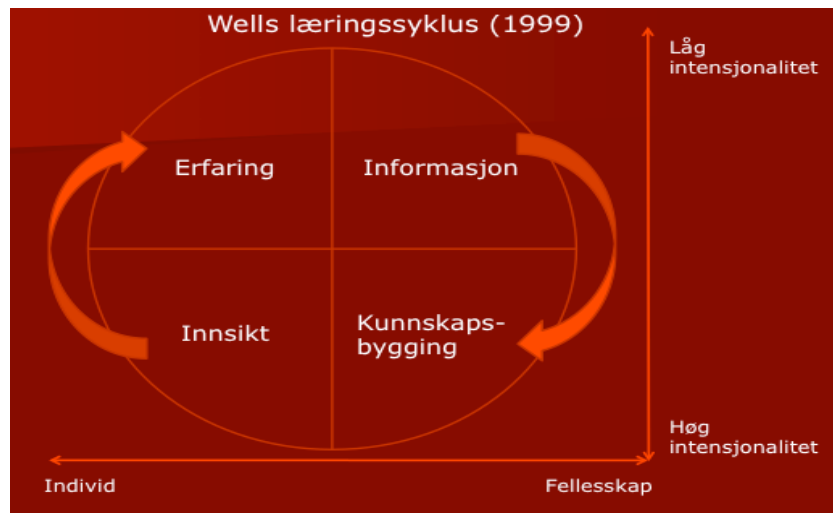 Wells læringssyklus (1999)
Låg
intensjonalitet
Erfaring
Informasjon
Innsikt
Kunnskaps-
bygging
Høg
intensjonalitet
Individ
Fellesskap